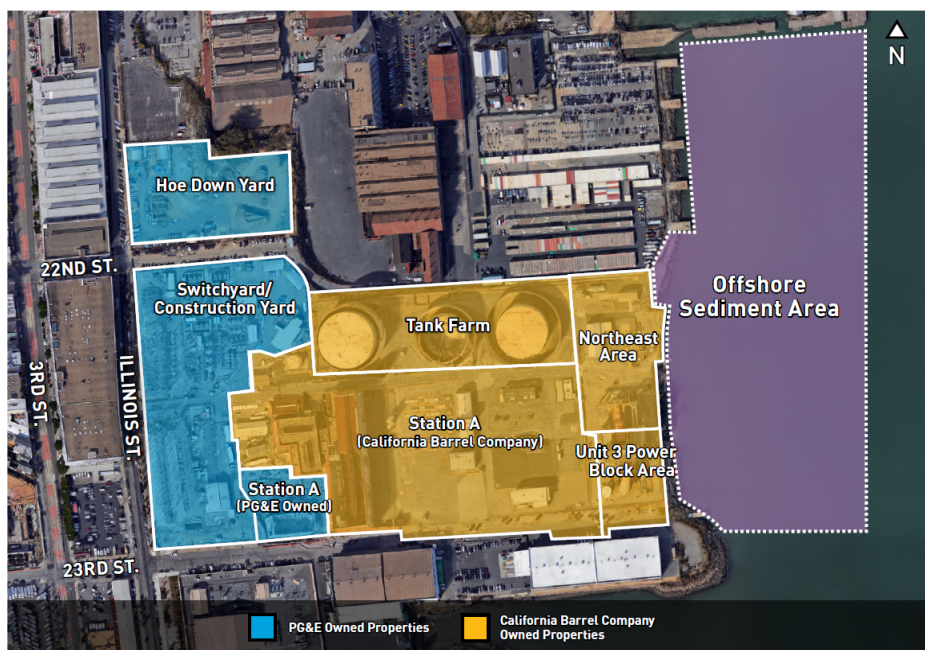 N
Hoe Down Yard
22ND ST.
Switchyard/
Construction Yard
Offshore
Sediment Area
Tank Farm
Northeast
Area
3RD ST.
ILLINOIS ST.
Station A
(California Barrel Company)
Unit 3 Power
Block Area
Station A
(PG&E Owned)
23RD ST.
PG&E Owned Properties
California Barrel Company
Owned Properties